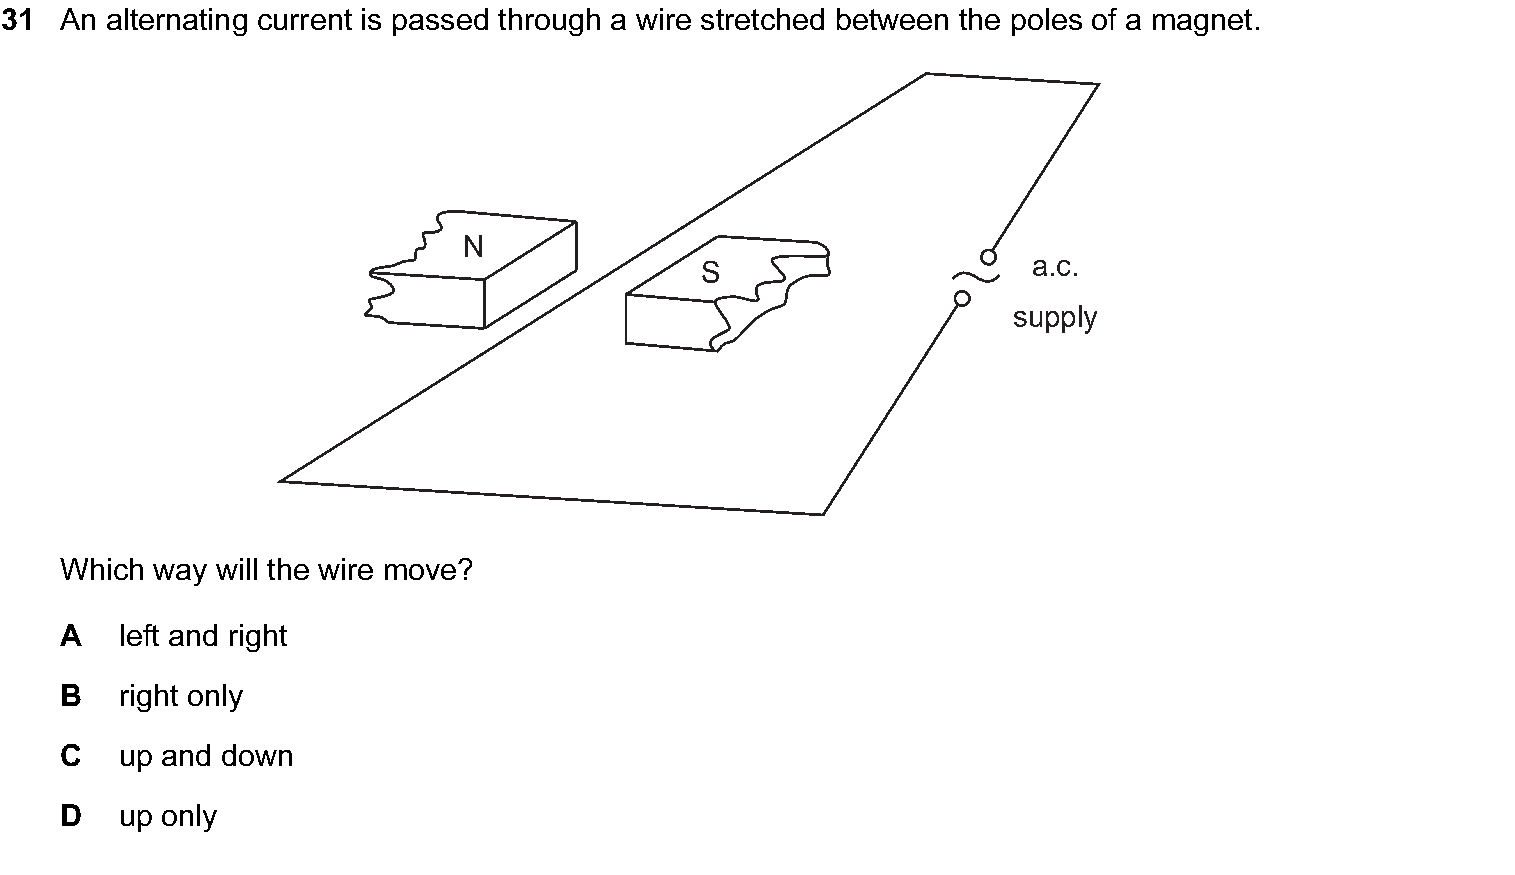 31 An alternating current is passed through a wire stretched between the poles of a magnet.
N
S
a.c.
supply
Which way will the wire move?
A left and right
B right only
C up and down
D up only